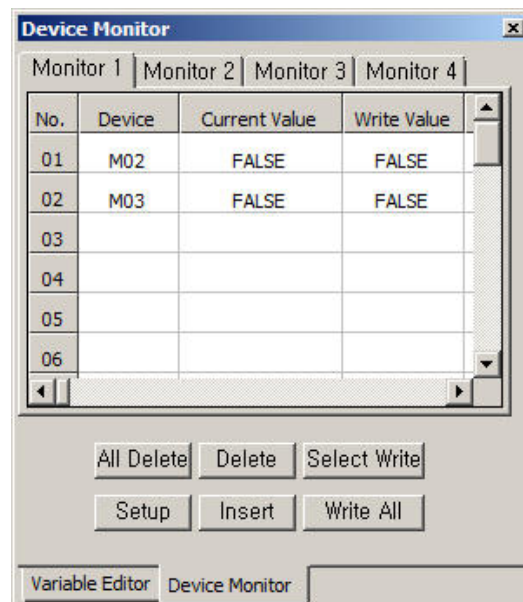 Device Monitor
Monitor 1 Monitor 2 Monitor 3 Monitor 4
No. Device Current Value Write Value
01 M02 FALSE FALSE
02 M03 FALSE FALSE
03
04
05
06
All Delete Delete Select Write
Setup Insert Write All
Variable Editor Device Monitor